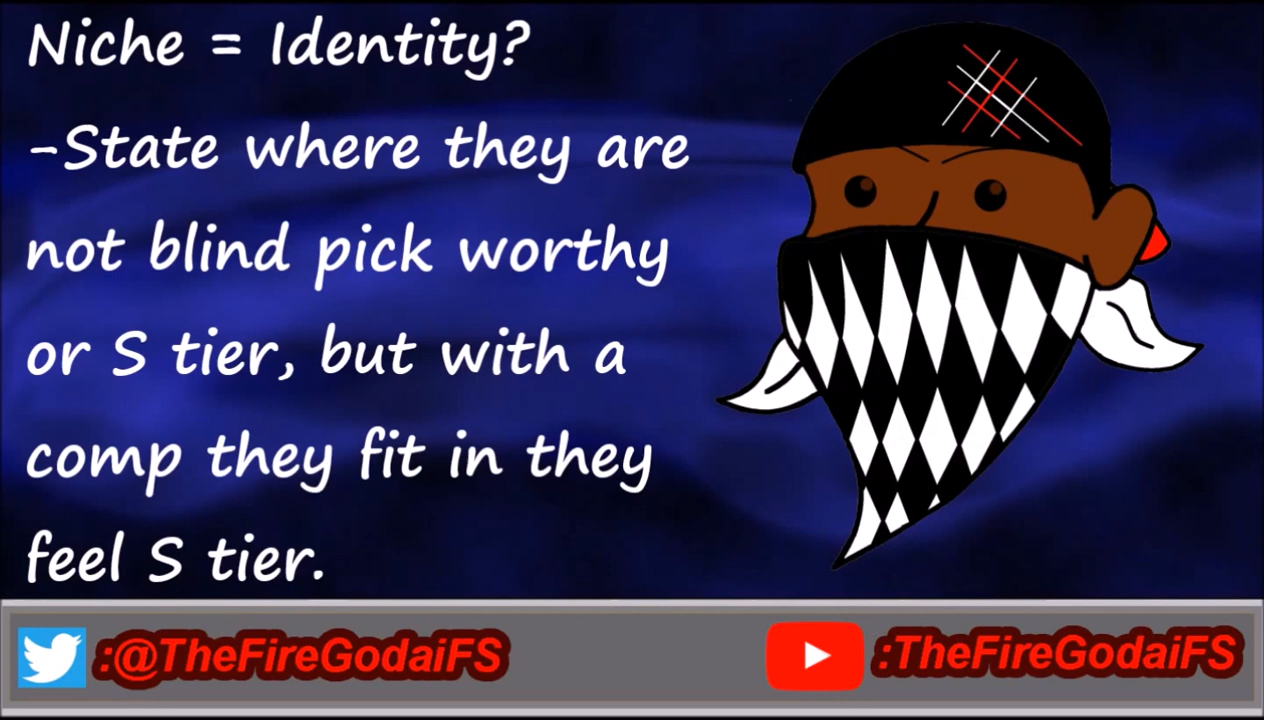 Niche = Identity?
-State where they are
not blind pick worthy
or S tier, but with a
comp they fit in they
feel S tier.
:@TheFireGodaiFS
:TheFireGodaiFS